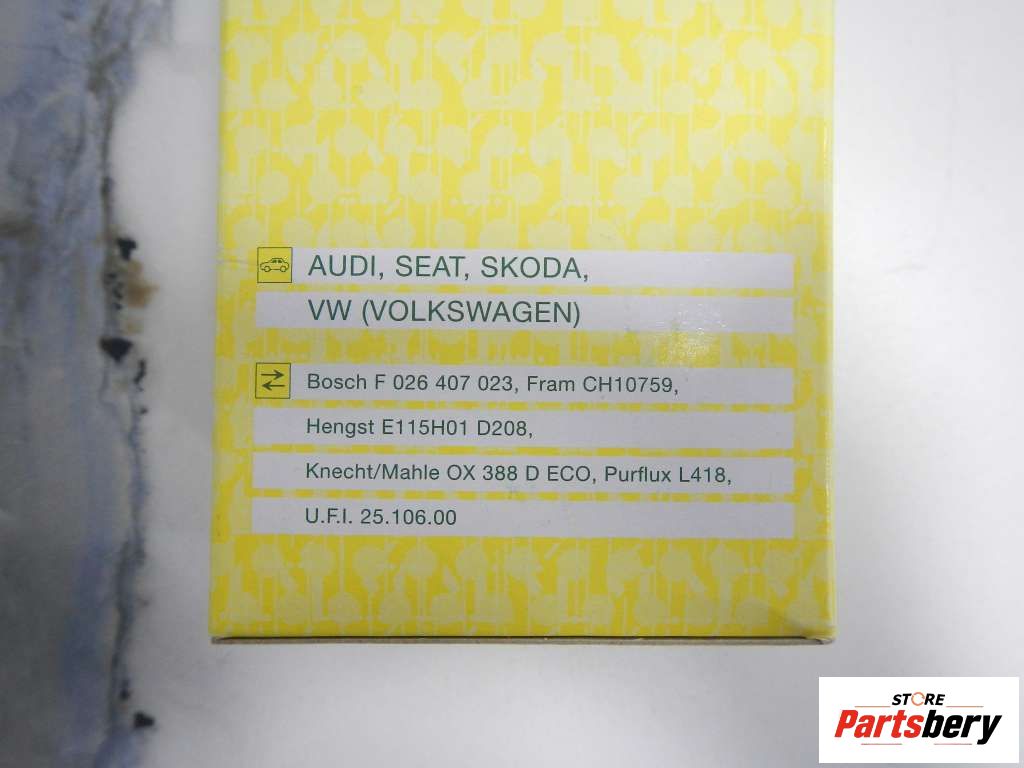 AUDI, SEAT, SKODA,
VW (VOLKSWAGEN)
Bosch F 026 407 023, Fram CH10759,
Hengst E115H01 D208,
Knecht/Mahle OX 388 D ECO, Purflux L418,
U.F.I. 25.106.00
STORE
Partsbery